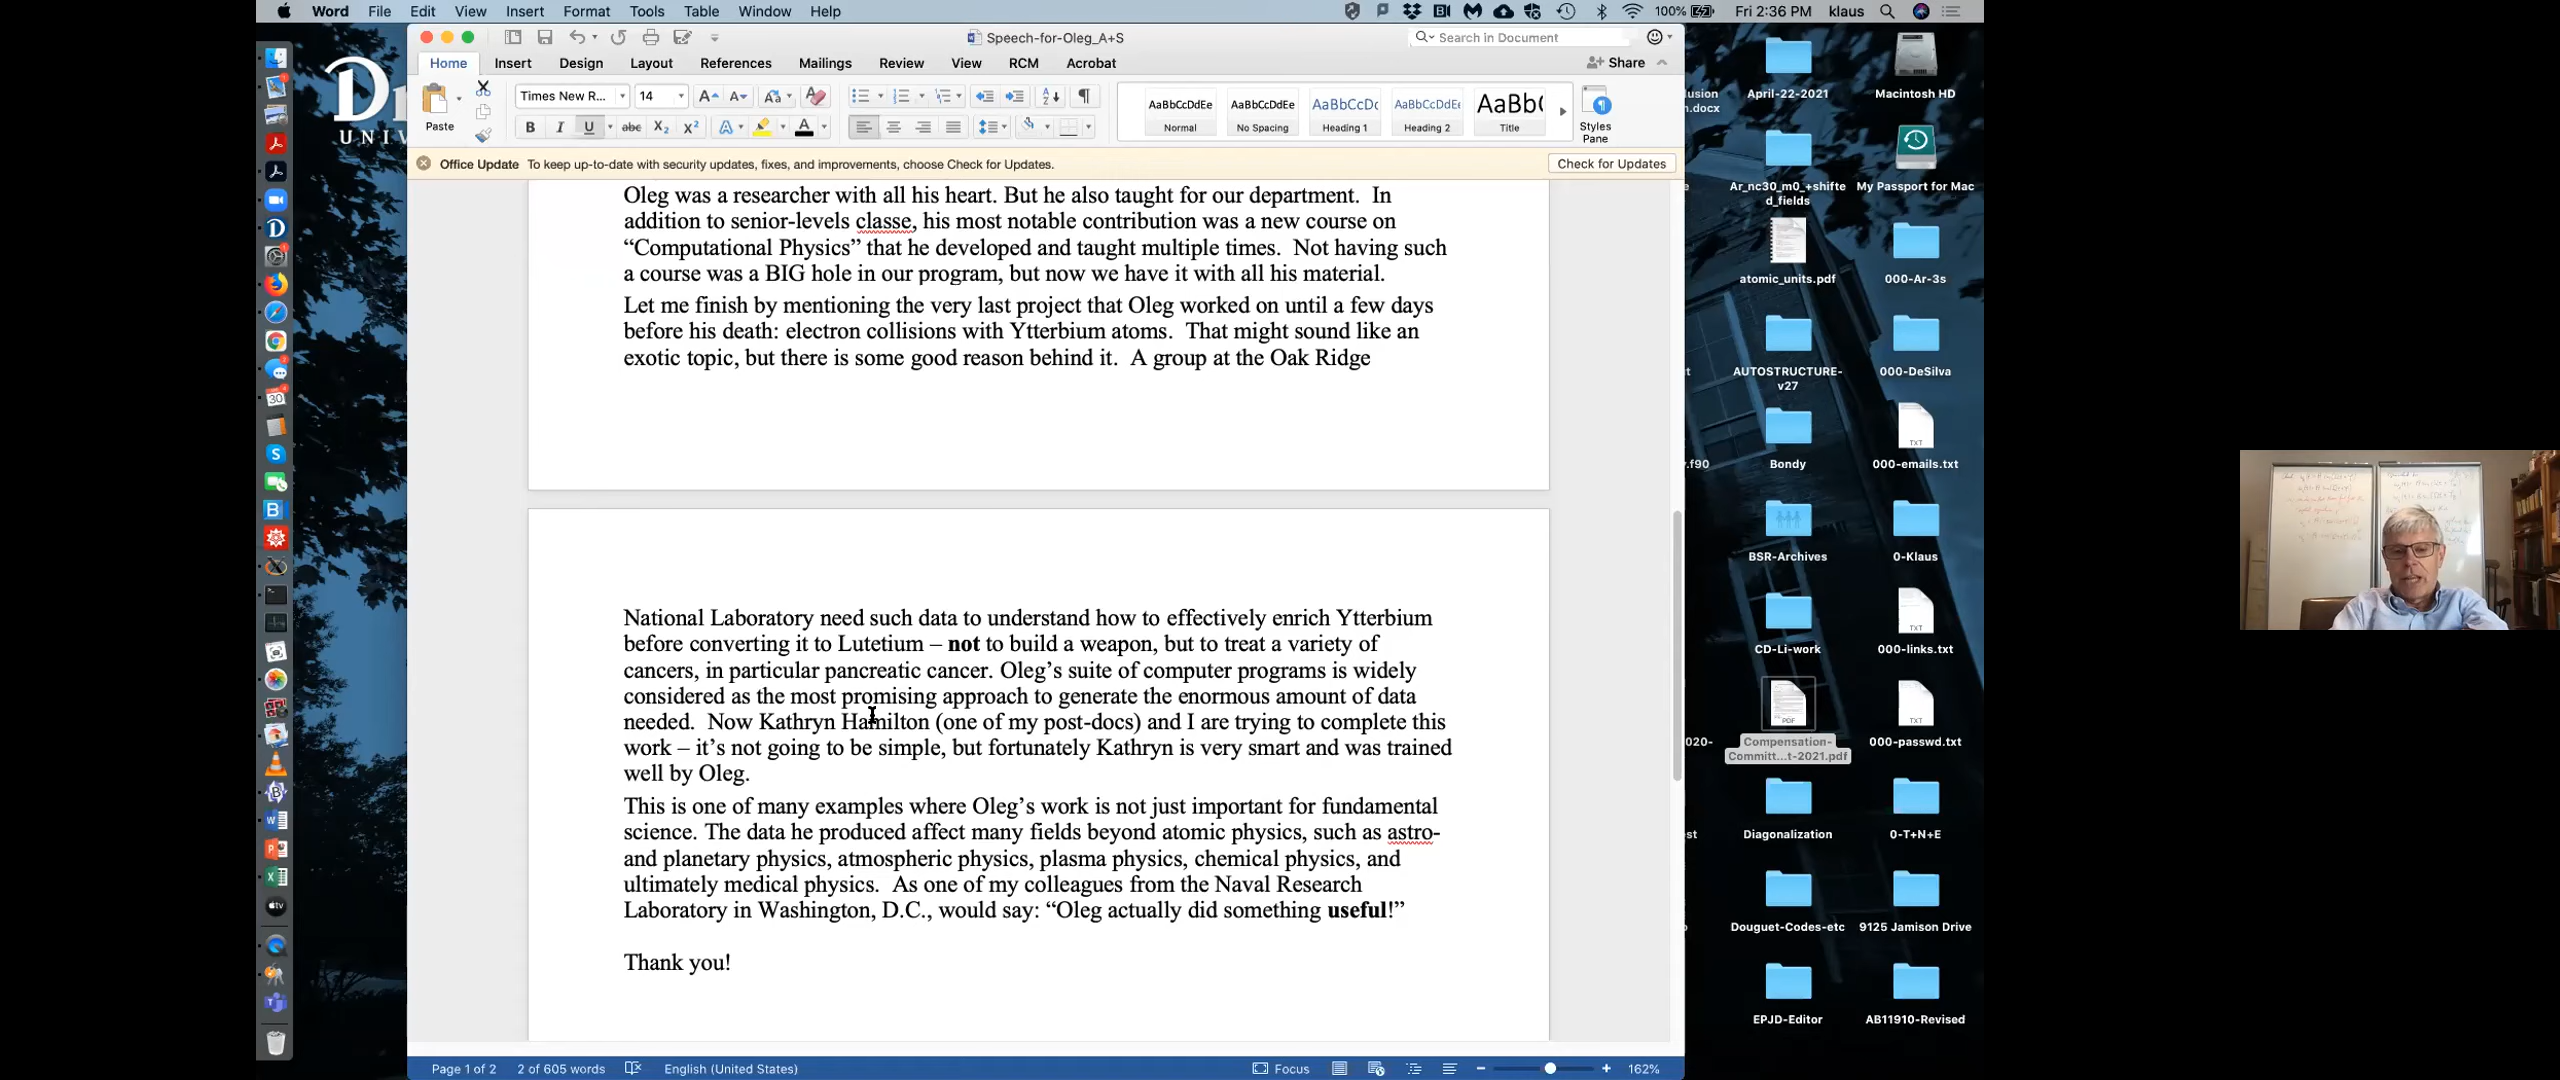 Word File Edit View Insert Format Tools Table Window Help 100% Fri 2:36 PM klaus
Speech-for-Oleg_A+S
Search in Document
Home Insert Design Layout References Mailings Review View RCM Acrobat Share
Paste
Times New R... 14
AaBbCcDdEe AaBbCcDdEe AaBbCcDc AaBbCcDdEe AaBb(
Normal No Spacing Heading 1 Heading 2 Title
Styles
Pane
Office Update To keep up-to-date with security updates, fixes, and improvements, choose Check for Updates.
Check for Updates
Oleg was a researcher with all his heart. But he also taught for our department. In
addition to senior-levels classe, his most notable contribution was a new course on
“Computational Physics” that he developed and taught multiple times. Not having such
a course was a BIG hole in our program, but now we have it with all his material.
Let me finish by mentioning the very last project that Oleg worked on until a few days
before his death: electron collisions with Ytterbium atoms. That might sound like an
exotic topic, but there is some good reason behind it. A group at the Oak Ridge
National Laboratory need such data to understand how to effectively enrich Ytterbium
before converting it to Lutetium – not to build a weapon, but to treat a variety of
cancers, in particular pancreatic cancer. Oleg’s suite of computer programs is widely
considered as the most promising approach to generate the enormous amount of data
needed. Now Kathryn Hamilton (one of my post-docs) and I are trying to complete this
work – it’s not going to be simple, but fortunately Kathryn is very smart and was trained
well by Oleg.
This is one of many examples where Oleg’s work is not just important for fundamental
science. The data he produced affect many fields beyond atomic physics, such as astro-
and planetary physics, atmospheric physics, plasma physics, chemical physics, and
ultimately medical physics. As one of my colleagues from the Naval Research
Laboratory in Washington, D.C., would say: “Oleg actually did something useful!”
Thank you!
Page 1 of 2 2 of 605 words English (United States) Focus 162%
April-22-2021
Macintosh HD
Ar_nc30_m0_+shifte
d_fields
My Passport for Mac
atomic_units.pdf
000-Ar-3s
AUTOSTRUCTURE-
v27
000-DeSilva
Bondy
000-emails.txt
BSR-Archives
0-Klaus
CD-Li-work
000-links.txt
Compensation-
Committ...t-2021.pdf
000-passwd.txt
Diagonalization
0-T+N+E
Douguet-Codes-etc
9125 Jamison Drive
EPJD-Editor
AB11910-Revised